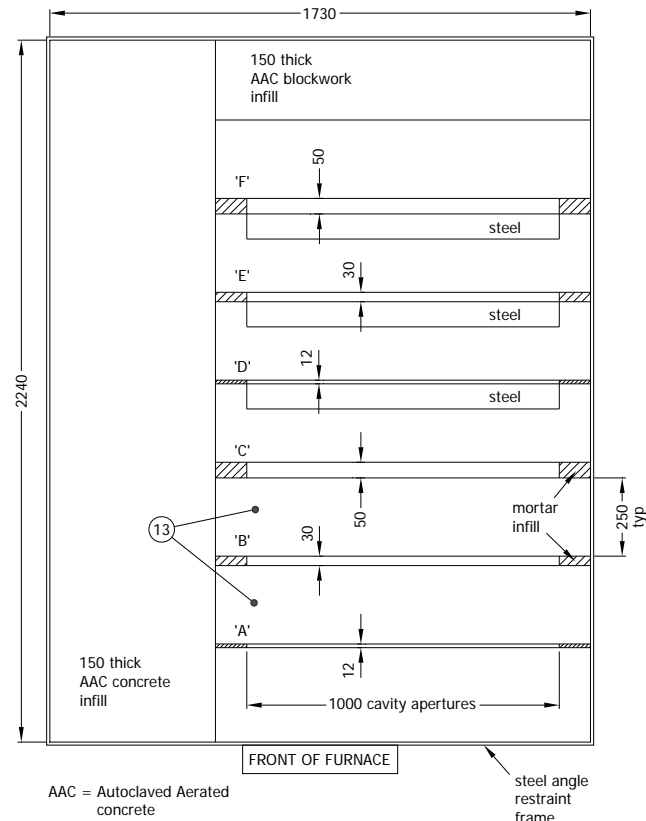 1730
150 thick
AAC blockwork
infill
50
'F'
steel
30
'E'
steel
12
'D'
steel
2240
'C'
50
mortar
infill
250
typ
13
30
'B'
'A'
12
150 thick
AAC concrete
infill
1000 cavity apertures
FRONT OF FURNACE
AAC = Autoclaved Aerated
concrete
steel angle
restraint
frame